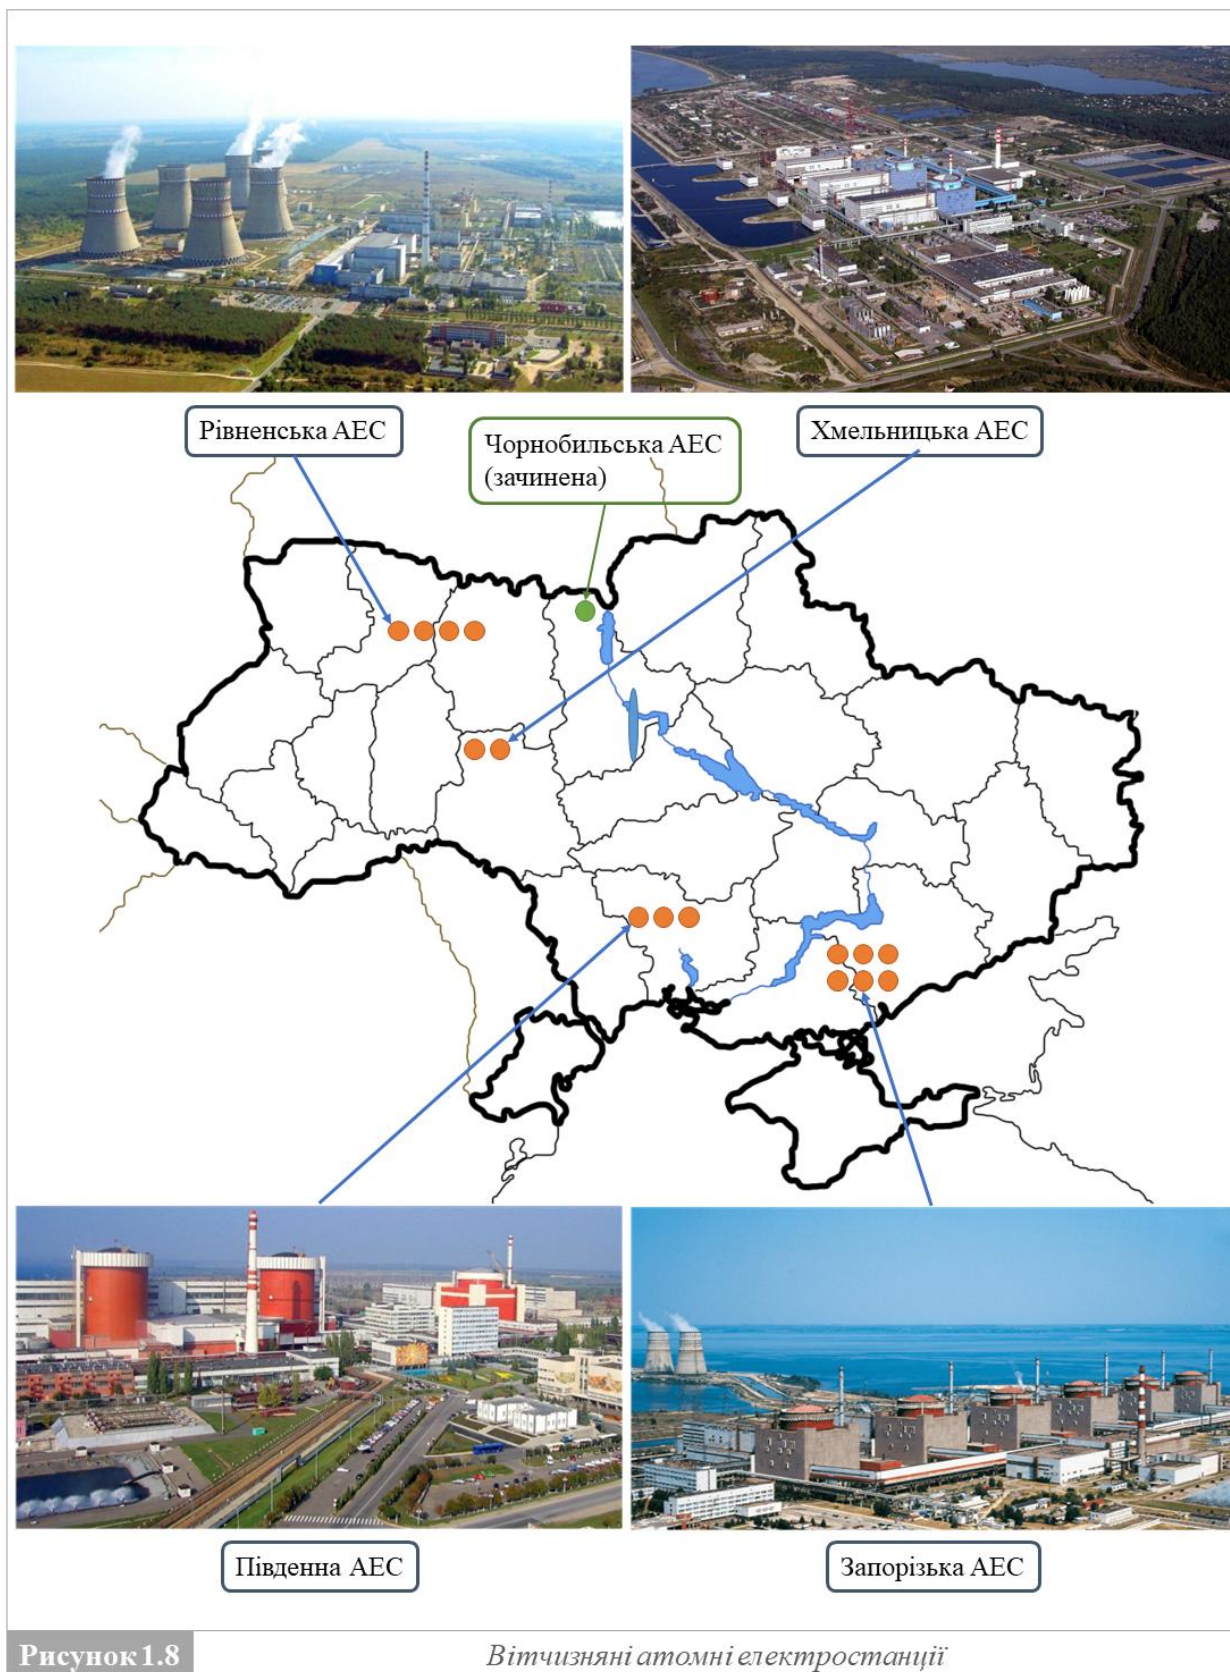 Рівненська АЕС
Чорнобильська АЕС
(зачинена)
Хмельницька АЕС
Південна АЕС
Запорізька АЕС
Рисунок 1.8
Вітчизняні атомні електростанції